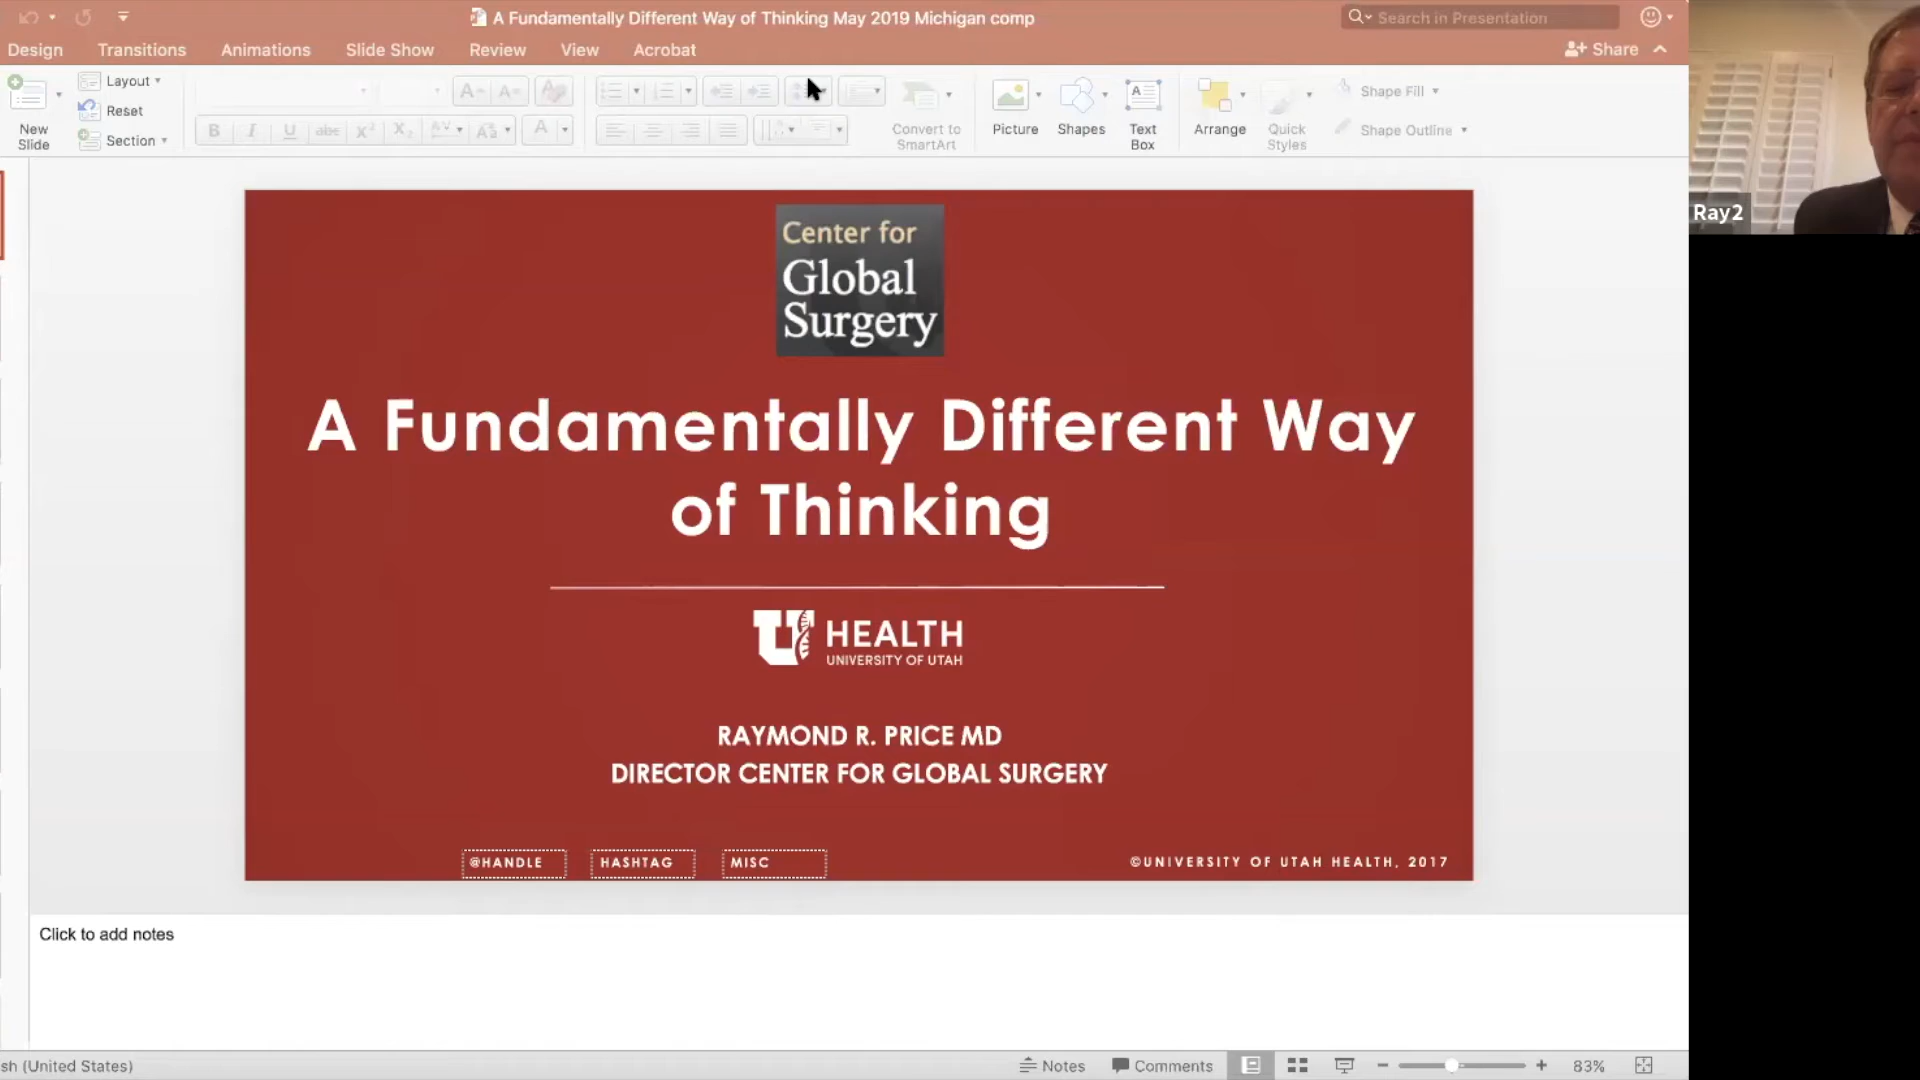 A Fundamentally Different Way of Thinking May 2019 Michigan comp
Search in Presentation
Design Transitions Animations Slide Show Review View Acrobat
Share
New
Slide
Layout
Reset
Section
Convert to
SmartArt
Picture
Shapes
Text
Box
Arrange
Quick
Styles
Shape Fill
Shape Outline
Ray2
Center for
Global
Surgery
A Fundamentally Different Way
of Thinking
U HEALTH
UNIVERSITY OF UTAH
RAYMOND R. PRICE MD
DIRECTOR CENTER FOR GLOBAL SURGERY
@HANDLE HASHTAG MISC ©UNIVERSITY OF UTAH HEALTH, 2017
Click to add notes
sh (United States) Notes Comments 83%